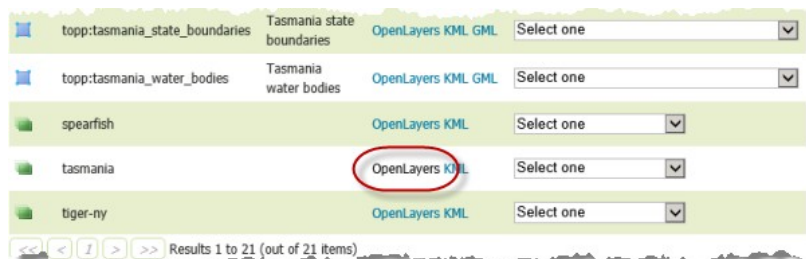 topp:tasmania_state_boundaries Tasmania state boundaries OpenLayers KML GML Select one
topp:tasmania_water_bodies Tasmania water bodies OpenLayers KML GML Select one
spearfish OpenLayers KML Select one
tasmania OpenLayers KML Select one
tiger-ny OpenLayers KML Select one
<< < 1 > >> Results 1 to 21 (out of 21 items)